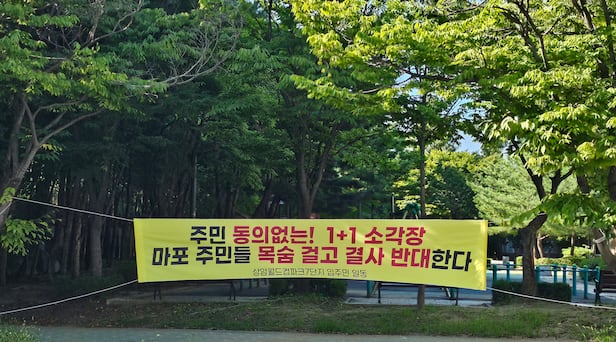 주민 동의없는! 1+1 소각장
마포 주민들 목숨 걸고 결사 반대한다
상암월드컵파크7단지 입주민 일동